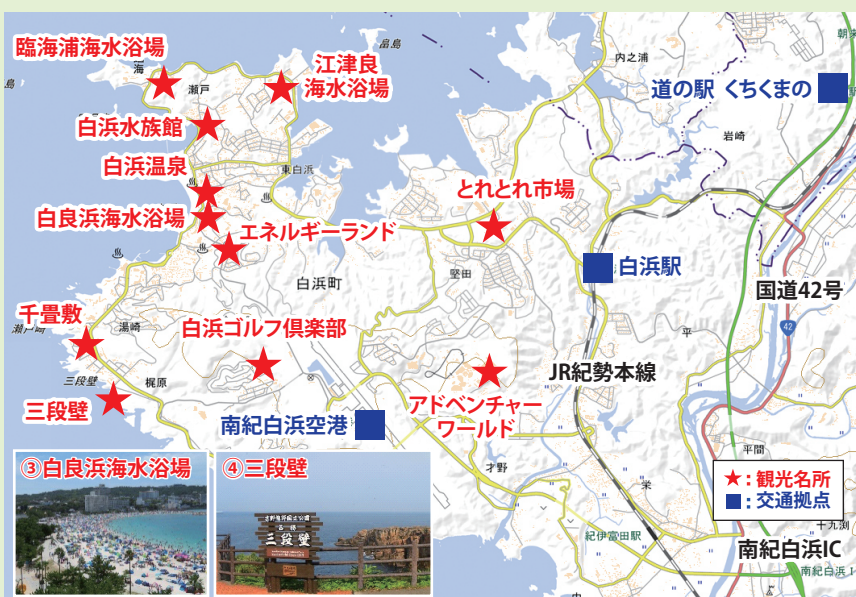 臨海浦海水浴場
江津良
海水浴場
白浜水族館
白浜温泉
白良浜海水浴場
エネルギーランド
とれとれ市場
道の駅 くちくまの
白浜駅
国道42号
42
千畳敷
白浜ゴルフ倶楽部
三段壁
南紀白浜空港
アドベンチャー
ワールド
JR紀勢本線
南紀白浜IC
畠島
瀬戸
内之浦
岩崎
東白浜
白浜町
堅田
湯崎
三段壁
梶原
平
才野
栄
平間
紀伊富田駅
★:観光名所
■:交通拠点
③白良浜海水浴場
④三段壁
三段壁